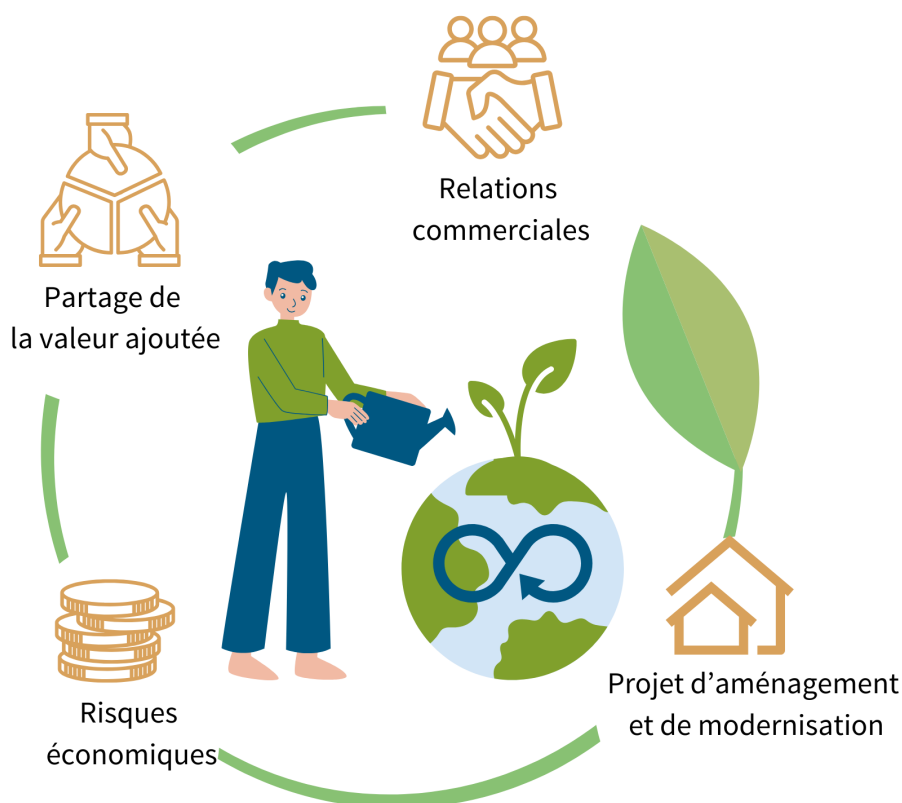 Relations
commerciales
Partage de
la valeur ajoutée
Risques
économiques
Projet d’aménagement
et de modernisation